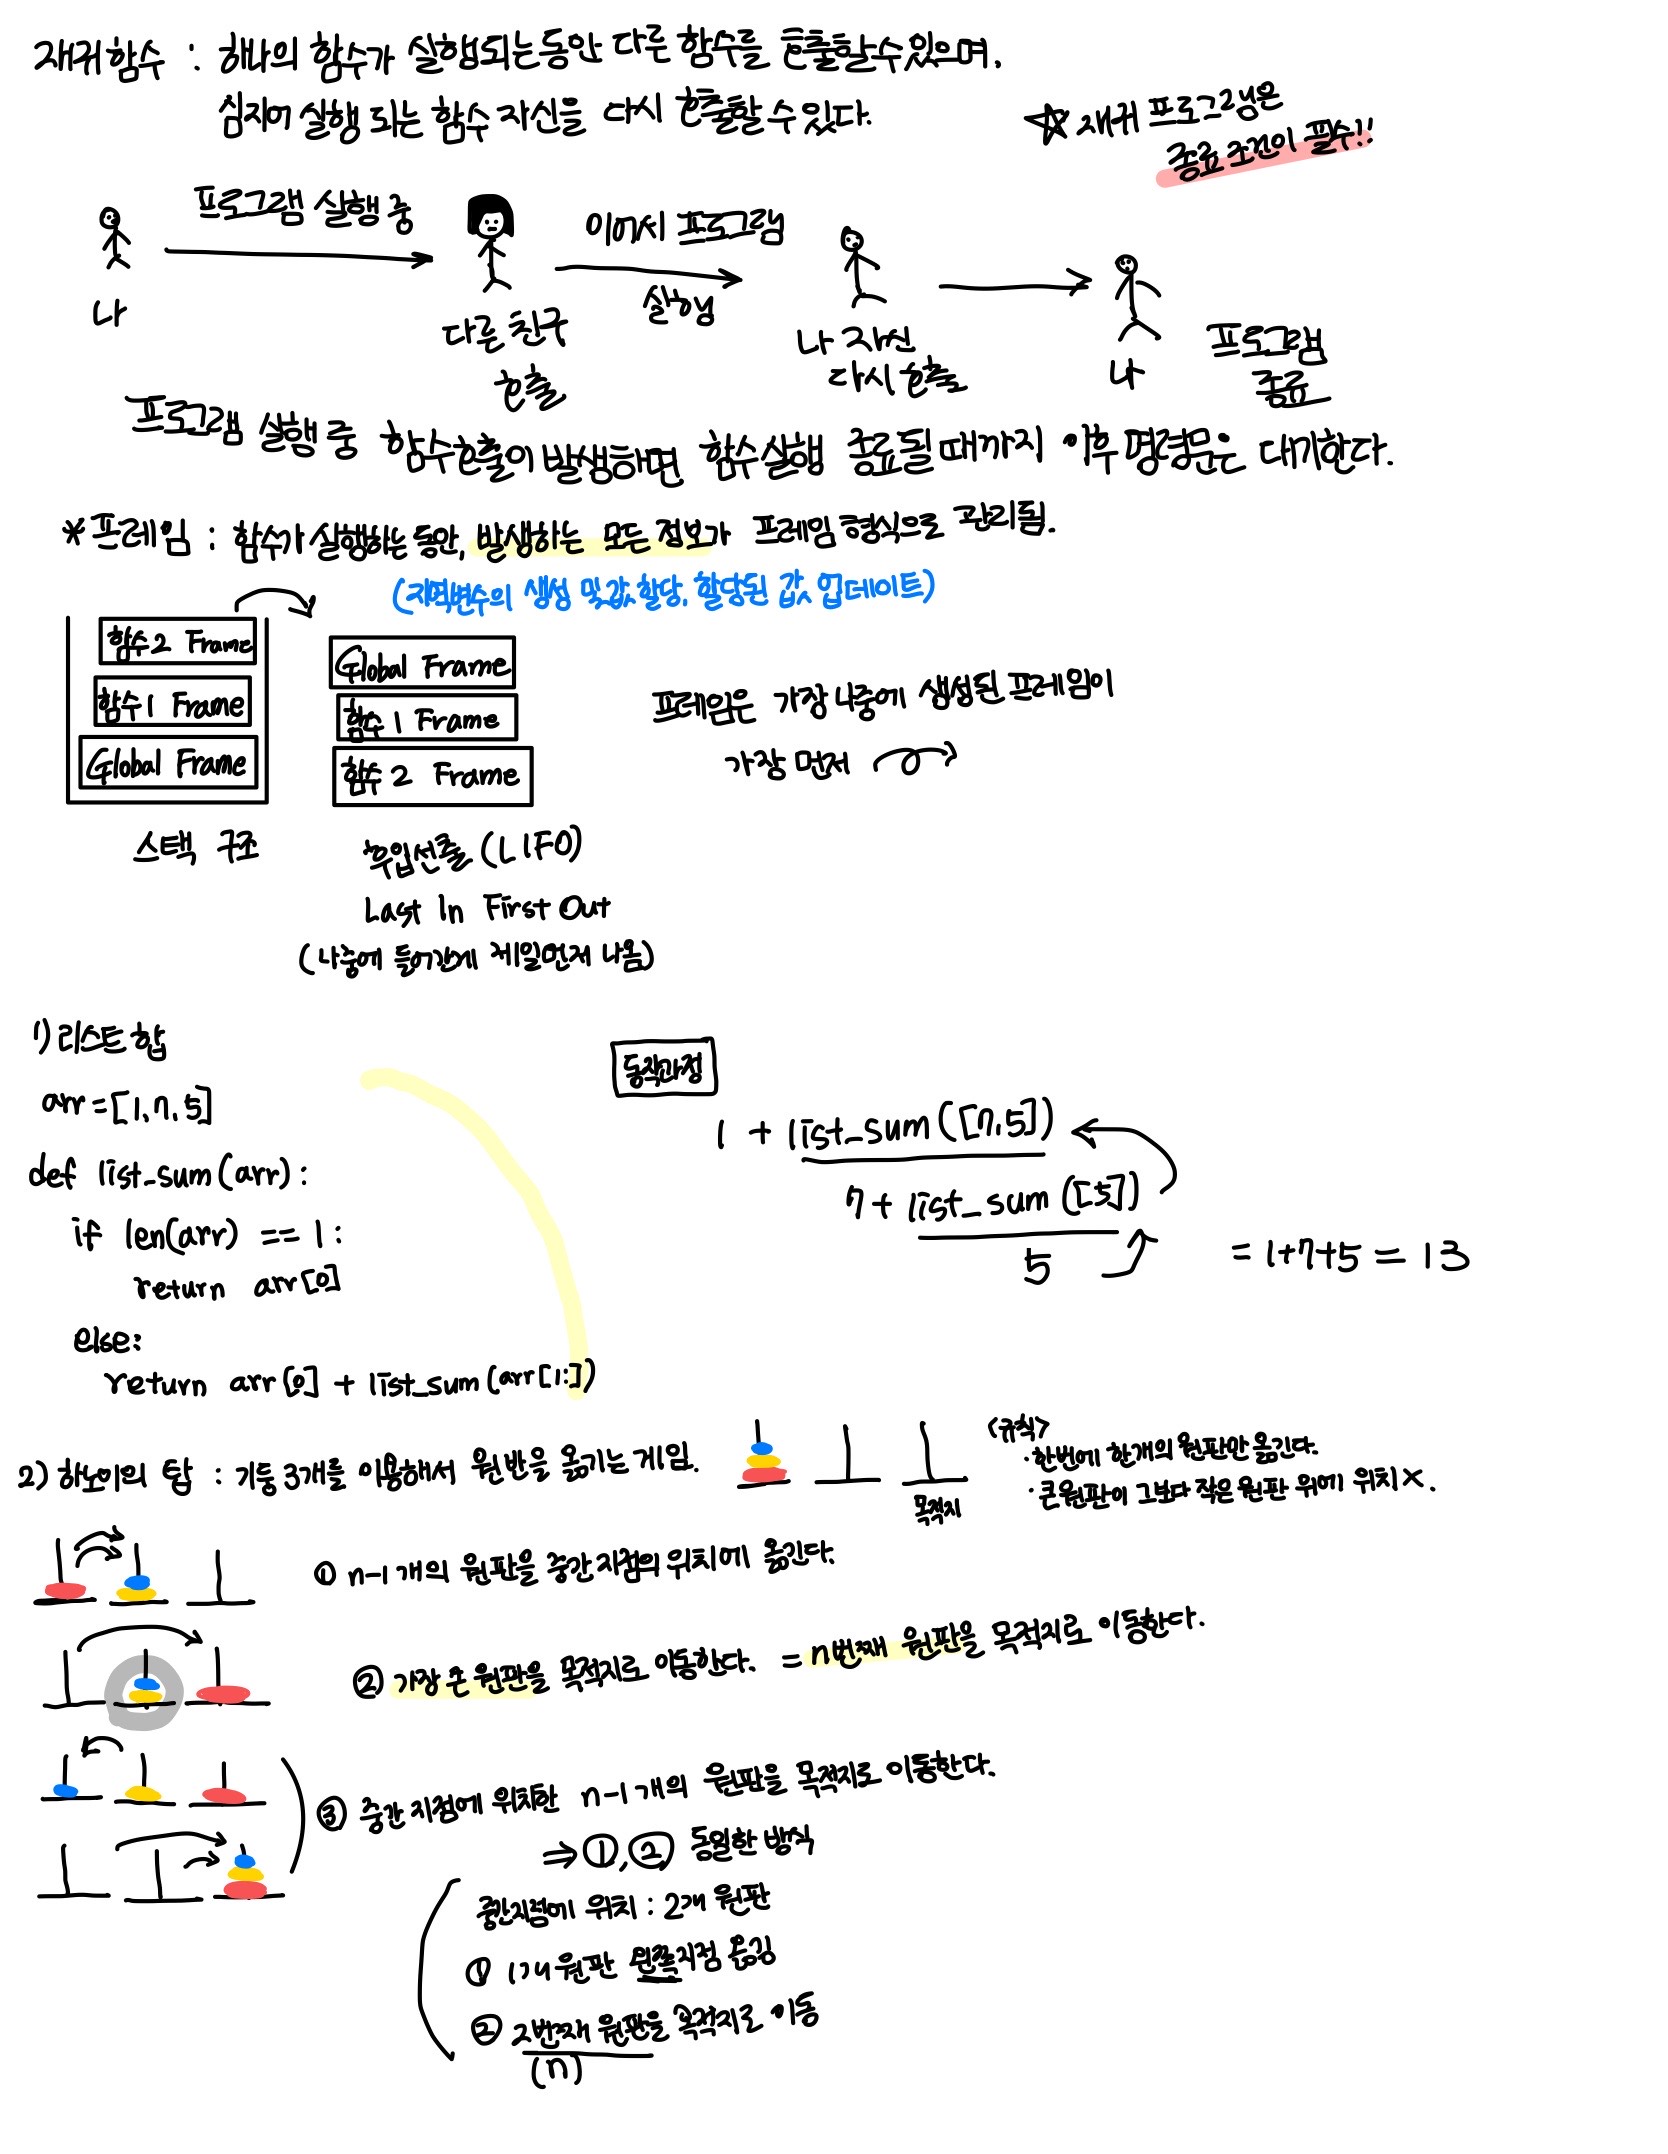 재귀함수 : 하나의 함수가 실행되는동안 다른 함수를 호출할수있으며,
심지어 실행 되는 함수 자신을 다시 호출할 수 있다.
☆ 재귀 프로그램은
종료 조건이 필수!!
프로그램 실행 중
이어서 프로그램
실행
나
다른 친구
호출
나 자신
다시 호출
나
프로그램
종료
프로그램 실행 중 함수호출이 발생하면 함수실행 종료될때까지 이후 명령문은 대기한다.
*프레임 : 함수가 실행하는 동안, 발생하는 모든 정보가 프레임 형식으로 관리됨.
(지역변수의 생성 및 값 할당, 할당된 값 업데이트)
함수2 Frame
함수1 Frame
Global Frame
스택 구조
Global Frame
함수1 Frame
함수2 Frame
후입선출 (LIFO)
Last In First Out
(나중에 들어간게 제일먼저 나옴)
프레임은 가장 나중에 생성된 프레임이
가장 먼저
1) 리스트 합
arr = [1, 7, 5]
def list_sum(arr):
if len(arr) == 1:
return arr[0]
else:
return arr[0] + list_sum(arr[1:])
동작과정
1 + list_sum([7,5])
7 + list_sum([5])
5
= 1+7+5 = 13
2) 하노이의 탑 : 기둥 3개를 이용해서 원반을 옮기는 게임.
목적지
<규칙>
· 한번에 한개의 원판만 옮긴다.
· 큰원판이 그보다 작은 원판 위에 위치 X.
① n-1 개의 원판을 중간 지점의 위치에 옮긴다.
② 가장 큰 원판을 목적지로 이동한다. = n번째 원판을 목적지로 이동한다.
③ 중간 지점에 위치한 n-1 개의 원판을 목적지로 이동한다.
⇒ ①,② 동일한 방식
중간지점에 위치 : 2개 원판
① 1개 원판 왼쪽지점 옮김
② 2번째 원판을 목적지로 이동
(n)